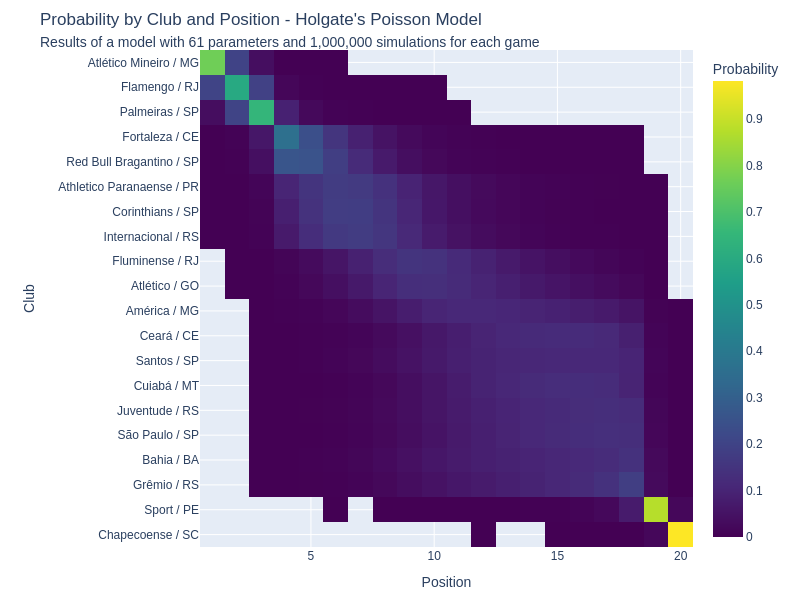 Probability by Club and Position - Holgate's Poisson Model
Results of a model with 61 parameters and 1,000,000 simulations for each game
Probability
Atlético Mineiro / MG
Flamengo / RJ
Palmeiras / SP
Fortaleza / CE
Red Bull Bragantino / SP
Athletico Paranaense / PR
Corinthians / SP
Internacional / RS
Fluminense / RJ
Atlético / GO
América / MG
Ceará / CE
Santos / SP
Cuiabá / MT
Juventude / RS
São Paulo / SP
Bahia / BA
Grêmio / RS
Sport / PE
Chapecoense / SC
Club
5
10
15
20
Position
0.9
0.8
0.7
0.6
0.5
0.4
0.3
0.2
0.1
0